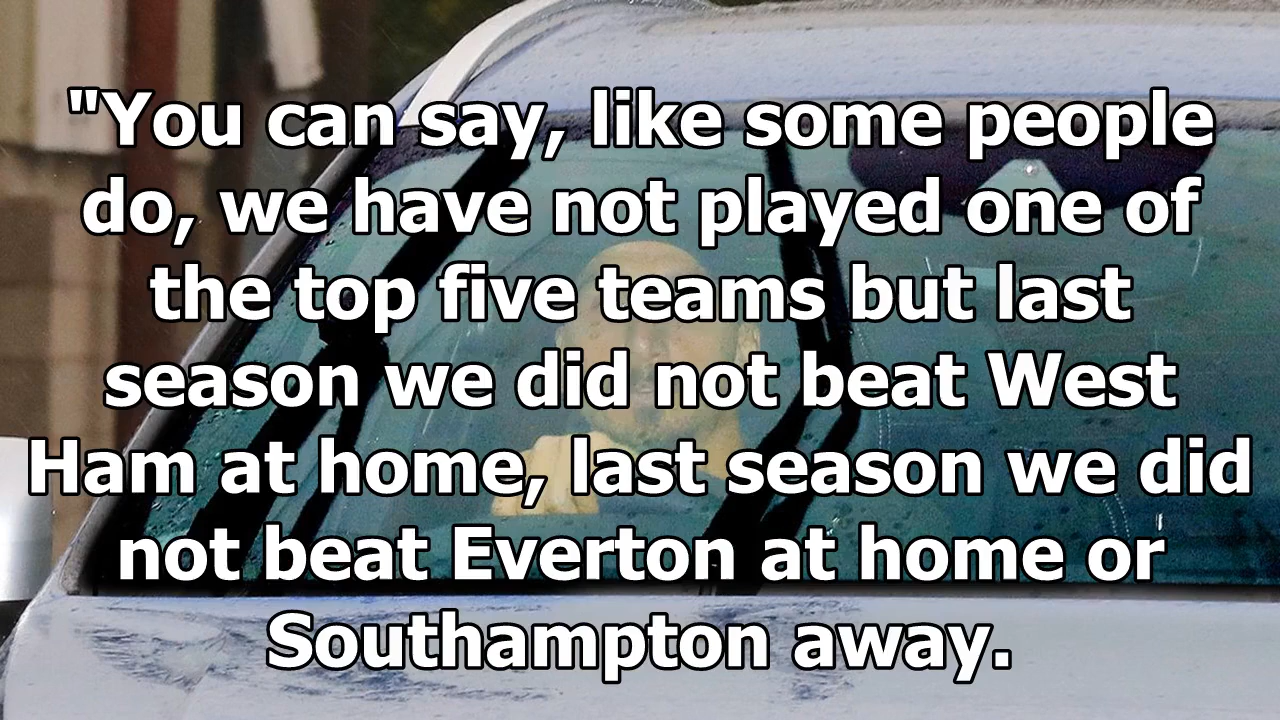 "You can say, like some people
do, we have not played one of
the top five teams but last
season we did not beat West
Ham at home, last season we did
not beat Everton at home or
Southampton away.